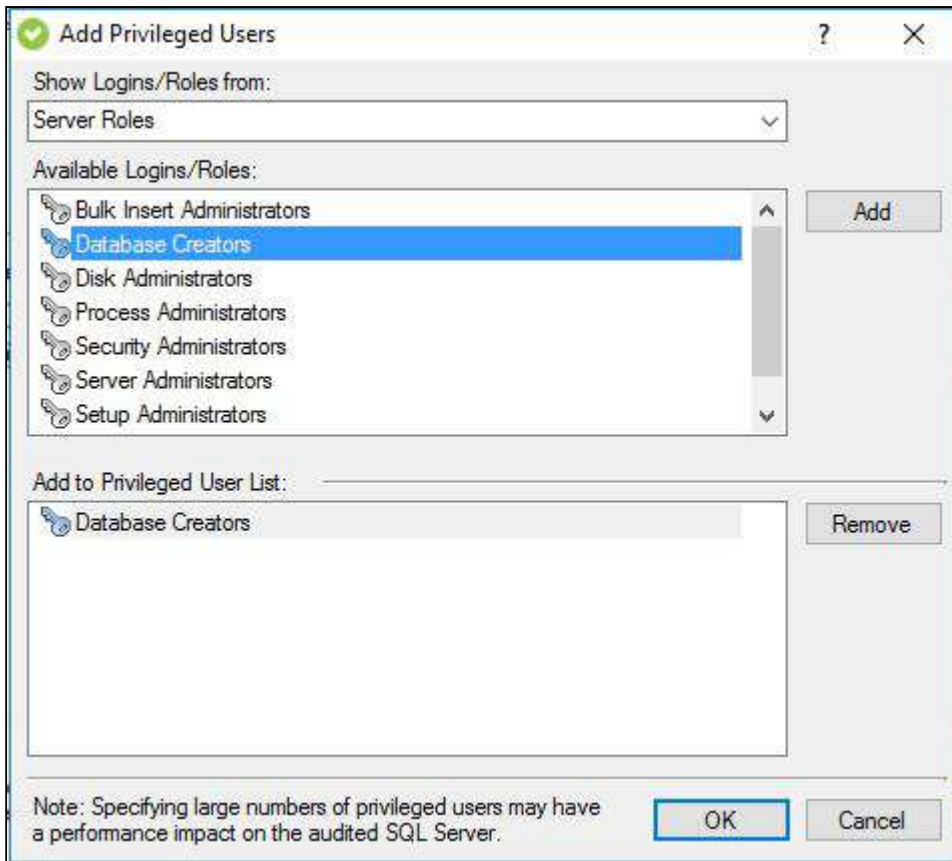 Add Privileged Users
?
Show Logins/Roles from:
Server Roles
Available Logins/Roles:
Bulk Insert Administrators
Add
Database Creators
Disk Administrators
Process Administrators
Security Administrators
Server Administrators
Setup Administrators
Add to Privileged User List:
Database Creators
Remove
Note: Specifying large numbers of privileged users may have
a performance impact on the audited SQL Server.
OK
Cancel